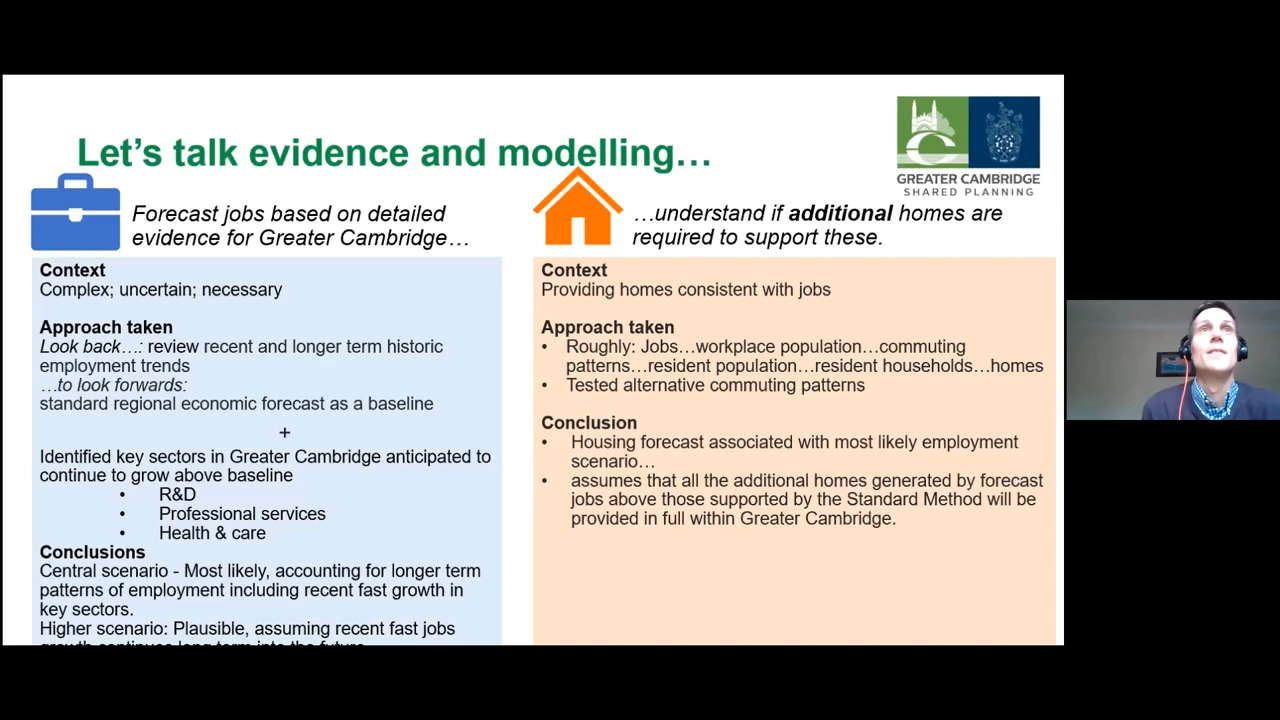 Let's talk evidence and modelling…
GREATER CAMBRIDGE
SHARED PLANNING
Forecast jobs based on detailed
evidence for Greater Cambridge…
Context
Complex; uncertain; necessary
Approach taken
Look back…: review recent and longer term historic
employment trends
…to look forwards:
standard regional economic forecast as a baseline
+
Identified key sectors in Greater Cambridge anticipated to
continue to grow above baseline
• R&D
• Professional services
• Health & care
Conclusions
Central scenario - Most likely, accounting for longer term
patterns of employment including recent fast growth in
key sectors.
Higher scenario: Plausible, assuming recent fast jobs
growth continues long term into the future
…understand if additional homes are
required to support these.
Context
Providing homes consistent with jobs
Approach taken
• Roughly: Jobs…workplace population…commuting
patterns…resident population…resident households…homes
• Tested alternative commuting patterns
Conclusion
• Housing forecast associated with most likely employment
scenario…
• assumes that all the additional homes generated by forecast
jobs above those supported by the Standard Method will be
provided in full within Greater Cambridge.